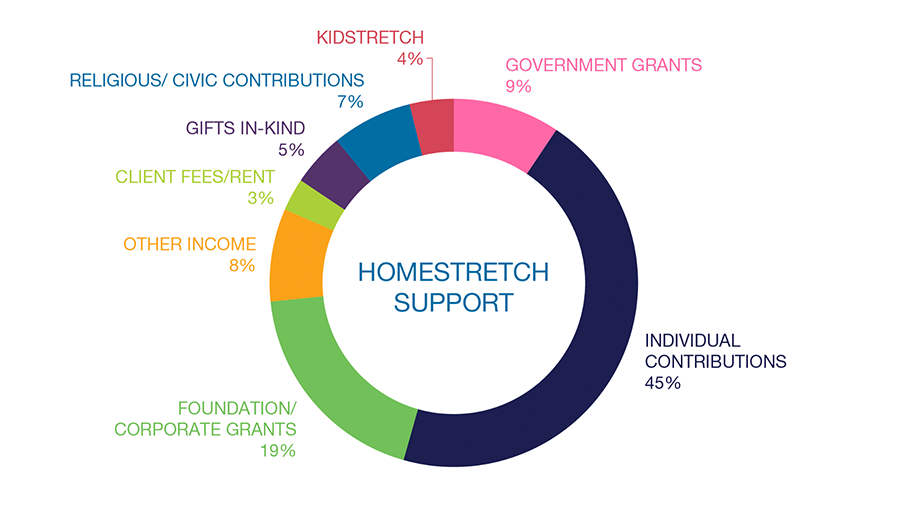 KIDSTRETCH
4%
GOVERNMENT GRANTS
9%
RELIGIOUS/ CIVIC CONTRIBUTIONS
7%
GIFTS IN-KIND
5%
CLIENT FEES/RENT
3%
OTHER INCOME
8%
HOMESTRETCH
SUPPORT
INDIVIDUAL
CONTRIBUTIONS
45%
FOUNDATION/
CORPORATE GRANTS
19%